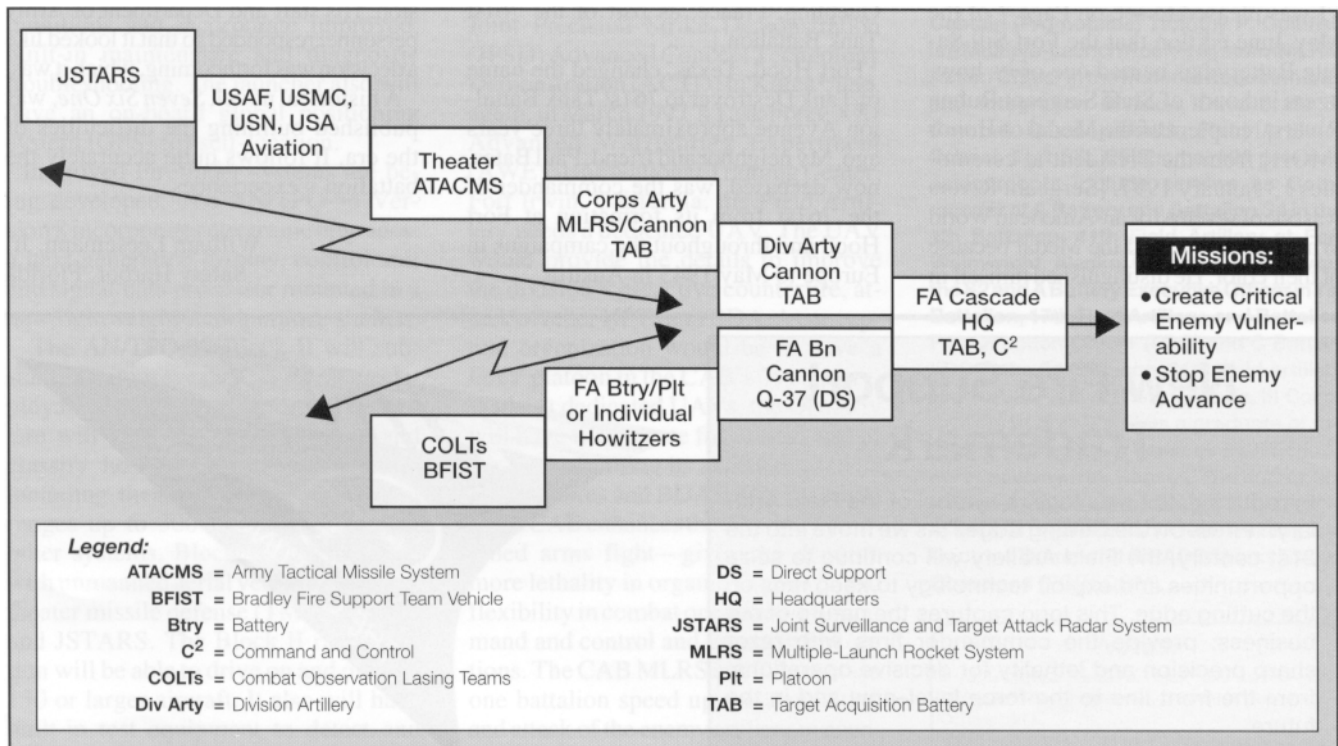 JSTARS
USAF, USMC,
USN, USA
Aviation
Theater
ATACMS
Corps Arty
MLRS/Cannon
TAB
Div Arty
Cannon
TAB
FA Cascade
HQ
TAB, C²
COLTs
BFIST
FA Btry/Plt
or Individual
Howitzers
FA Bn
Cannon
Q-37 (DS)
Missions:
• Create Critical
Enemy Vulner-
ability
• Stop Enemy
Advance
Legend:
ATACMS = Army Tactical Missile System
BFIST = Bradley Fire Support Team Vehicle
Btry = Battery
C² = Command and Control
COLTs = Combat Observation Lasing Teams
Div Arty = Division Artillery
DS = Direct Support
HQ = Headquarters
JSTARS = Joint Surveillance and Target Attack Radar System
MLRS = Multiple-Launch Rocket System
Plt = Platoon
TAB = Target Acquisition Battery